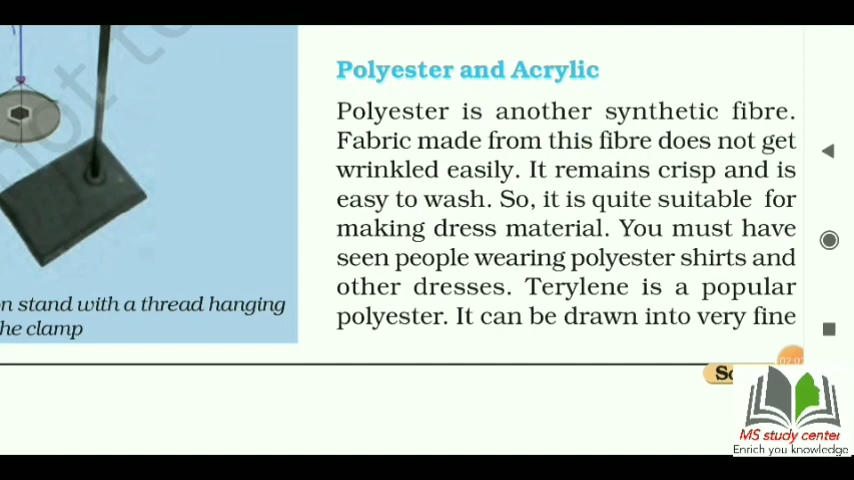 Polyester and Acrylic
Polyester is another synthetic fibre.
Fabric made from this fibre does not get
wrinkled easily. It remains crisp and is
easy to wash. So, it is quite suitable for
making dress material. You must have
seen people wearing polyester shirts and
other dresses. Terylene is a popular
polyester. It can be drawn into very fine
n stand with a thread hanging
he clamp
MS study center
Enrich you knowledge